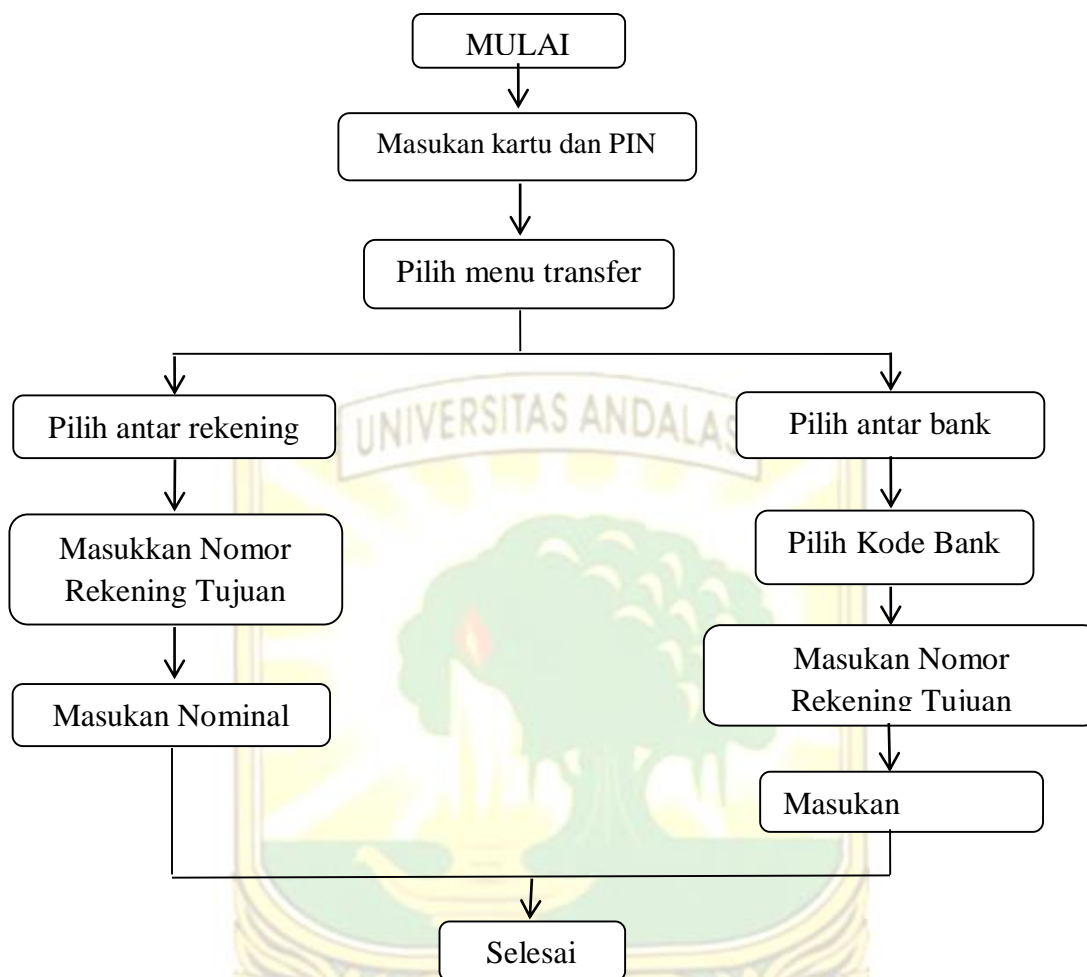 MULAI
Masukan kartu dan PIN
Pilih menu transfer
UNIVERSITAS ANDALAS
Pilih antar rekening
Pilih antar bank
Masukkan Nomor
Rekening Tujuan
Pilih Kode Bank
Masukan Nominal
Masukan Nomor
Rekening Tujuan
Masukan
Selesai